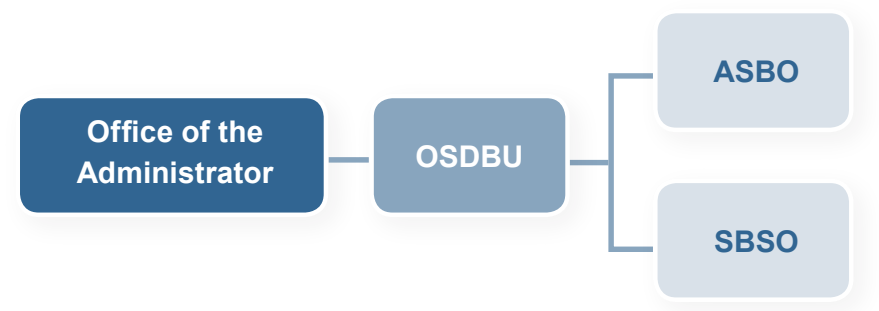 Office of the
Administrator
OSDBU
ASBO
SBSO